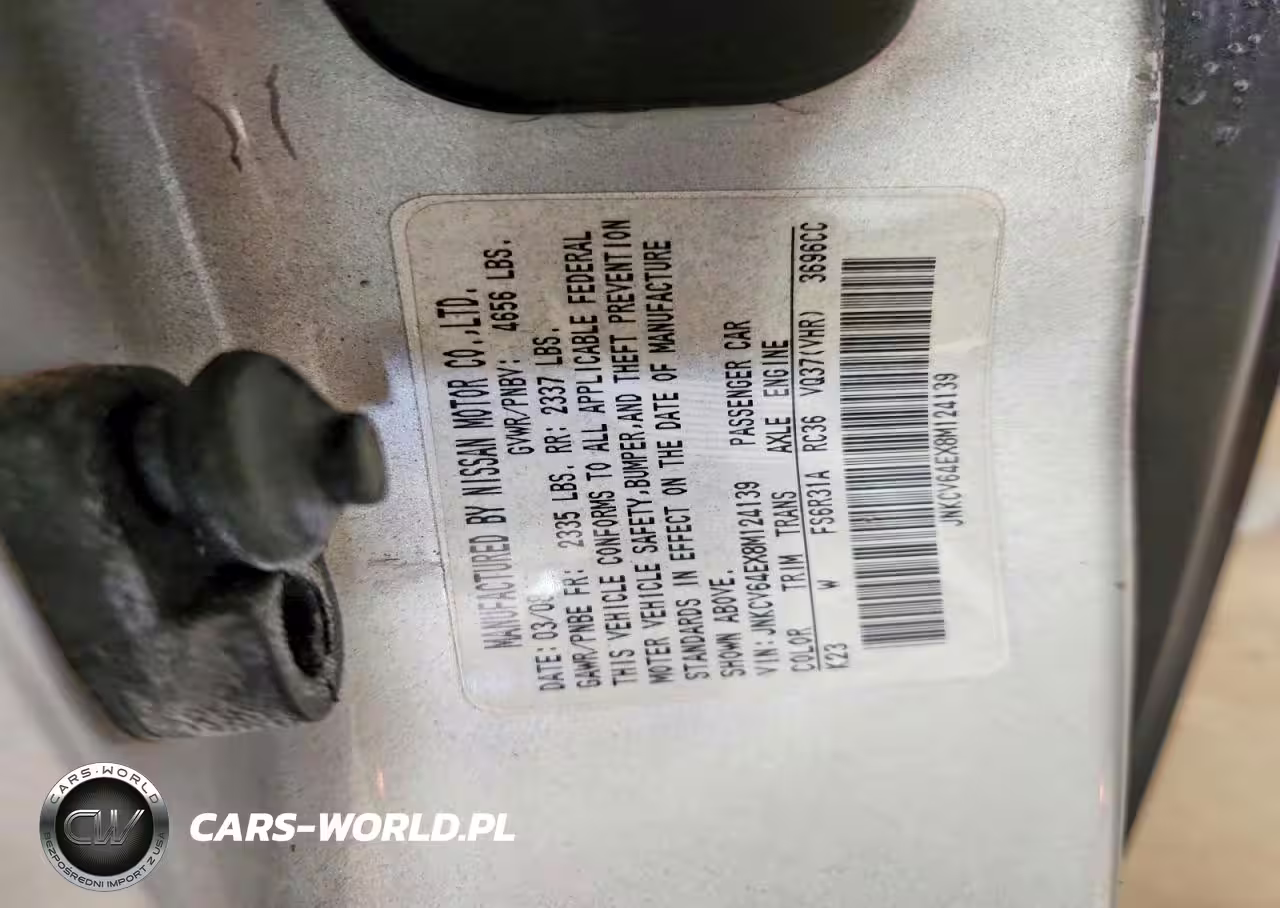 MANUFACTURED BY NISSAN MOTOR CO.,LTD.
DATE: 03/08 GVWR/PNBV: 4656 LBS.
GAWR/PNBE FR: 2335 LBS. RR: 2337 LBS.
THIS VEHICLE CONFORMS TO ALL APPLICABLE FEDERAL
MOTER VEHICLE SAFETY,BUMPER,AND THEFT PREVENTION
STANDARDS IN EFFECT ON THE DATE OF MANUFACTURE
SHOWN ABOVE.
VIN:JNKCV64EX8M124139 PASSENGER CAR
COLOR TRIM TRANS AXLE ENGINE
K23 W FS6R31A RC36 VQ37(VHR) 3696CC
JNKCV64EX8M124139
CARS-WORLD
CW
BEZPOŚREDNI IMPORT Z USA
CARS-WORLD.PL